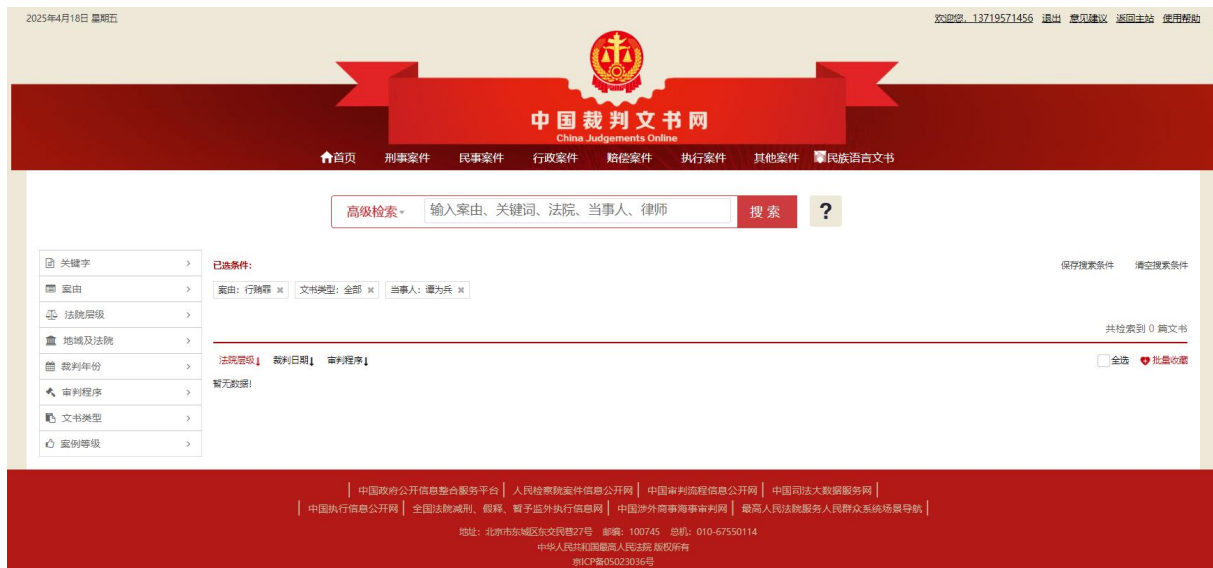 2025年4月18日 星期五
欢迎您，13719571456 退出 意见建议 返回主站 使用帮助
中国裁判文书网
China Judgements Online
首页 刑事案件 民事案件 行政案件 赔偿案件 执行案件 其他案件 民族语言文书
高级检索 输入案由、关键词、法院、当事人、律师 搜索 ?
关键字
案由
法院层级
地域及法院
裁判年份
审判程序
文书类型
案例等级
已选条件:
保存搜索条件 清空搜索条件
案由: 行贿罪 × 文书类型: 全部 × 当事人: 谭为兵 ×
共检索到 0 篇文书
法院层级↓ 裁判日期↓ 审判程序↓
全选 批量收藏
暂无数据!
| 中国政府公开信息整合服务平台 | 人民检察院案件信息公开网 | 中国审判流程信息公开网 | 中国司法大数据服务网 |
| 中国执行信息公开网 | 全国法院减刑、假释、暂予监外执行信息网 | 中国涉外商事海事审判网 | 最高人民法院服务人民群众系统场景导航 |
地址: 北京市东城区东交民巷27号 邮编: 100745 总机: 010-67550114
中华人民共和国最高人民法院 版权所有
京ICP备05023036号